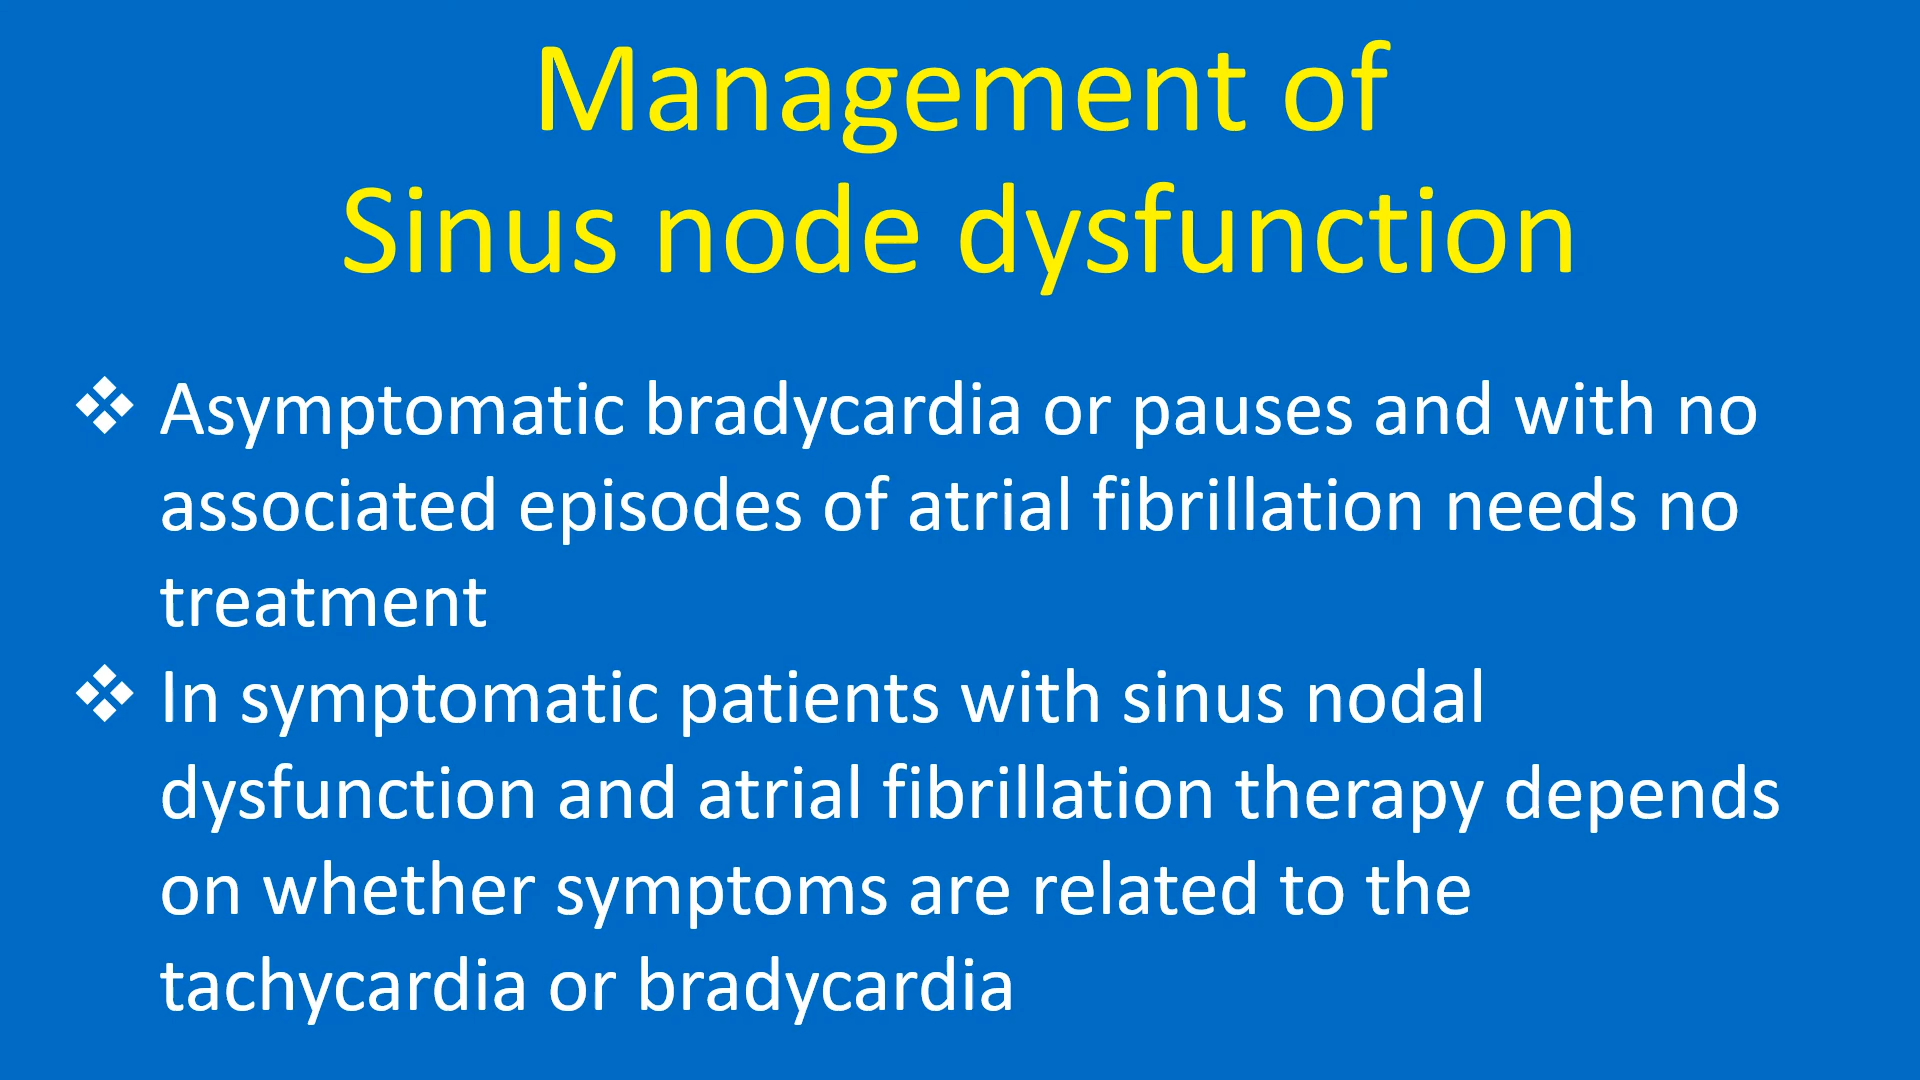 Management of
Sinus node dysfunction
❖ Asymptomatic bradycardia or pauses and with no
associated episodes of atrial fibrillation needs no
treatment
❖ In symptomatic patients with sinus nodal
dysfunction and atrial fibrillation therapy depends
on whether symptoms are related to the
tachycardia or bradycardia